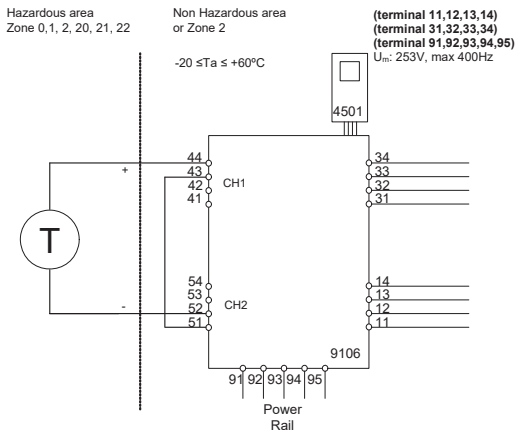 Hazardous area
Zone 0,1, 2, 20, 21, 22
Non Hazardous area
or Zone 2
-20 ≤Ta ≤ +60ºC
(terminal 11,12,13,14)
(terminal 31,32,33,34)
(terminal 91,92,93,94,95)
Um: 253V, max 400Hz
4501
+
44
43
42
41
CH1
34
33
32
31
T
-
54
53
52
51
CH2
14
13
12
11
9106
91 92 93 94 95
Power
Rail